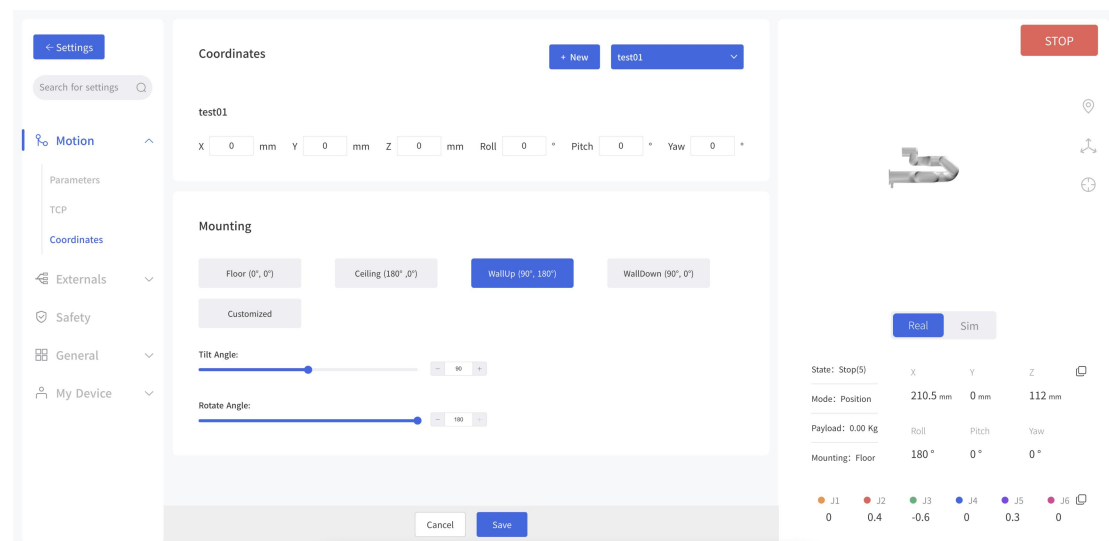 ← Settings
Search for settings
Motion
Parameters
TCP
Coordinates
Externals
Safety
General
My Device
Coordinates
+ New
test01
test01
X 0 mm Y 0 mm Z 0 mm Roll 0 ° Pitch 0 ° Yaw 0 °
Mounting
Floor (0°, 0°) Ceiling (180° ,0°) WallUp (90°, 180°) WallDown (90°, 0°)
Customized
Tilt Angle:
− 90 +
Rotate Angle:
− 180 +
Cancel Save
STOP
Real Sim
State: Stop(5)
Mode: Position
Payload: 0.00 Kg
Mounting: Floor
X Y Z
210.5 mm 0 mm 112 mm
Roll Pitch Yaw
180 ° 0 ° 0 °
J1 J2 J3 J4 J5 J6
0 0.4 -0.6 0 0.3 0